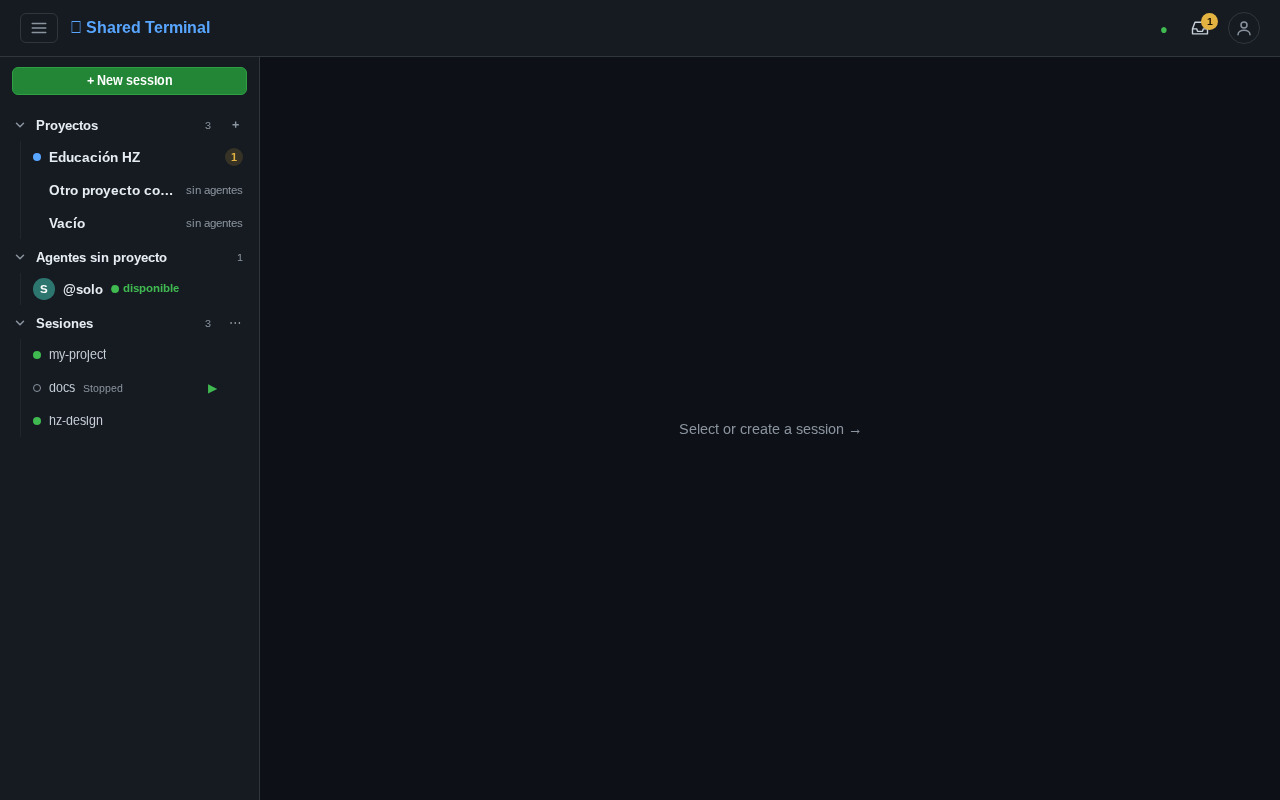 Shared Terminal
1
+ New session
Proyectos 3 +
Educación HZ 1
Otro proyecto co... sin agentes
Vacío sin agentes
Agentes sin proyecto 1
S @solo disponible
Sesiones 3 ...
my-project
docs Stopped
hz-design
Select or create a session →